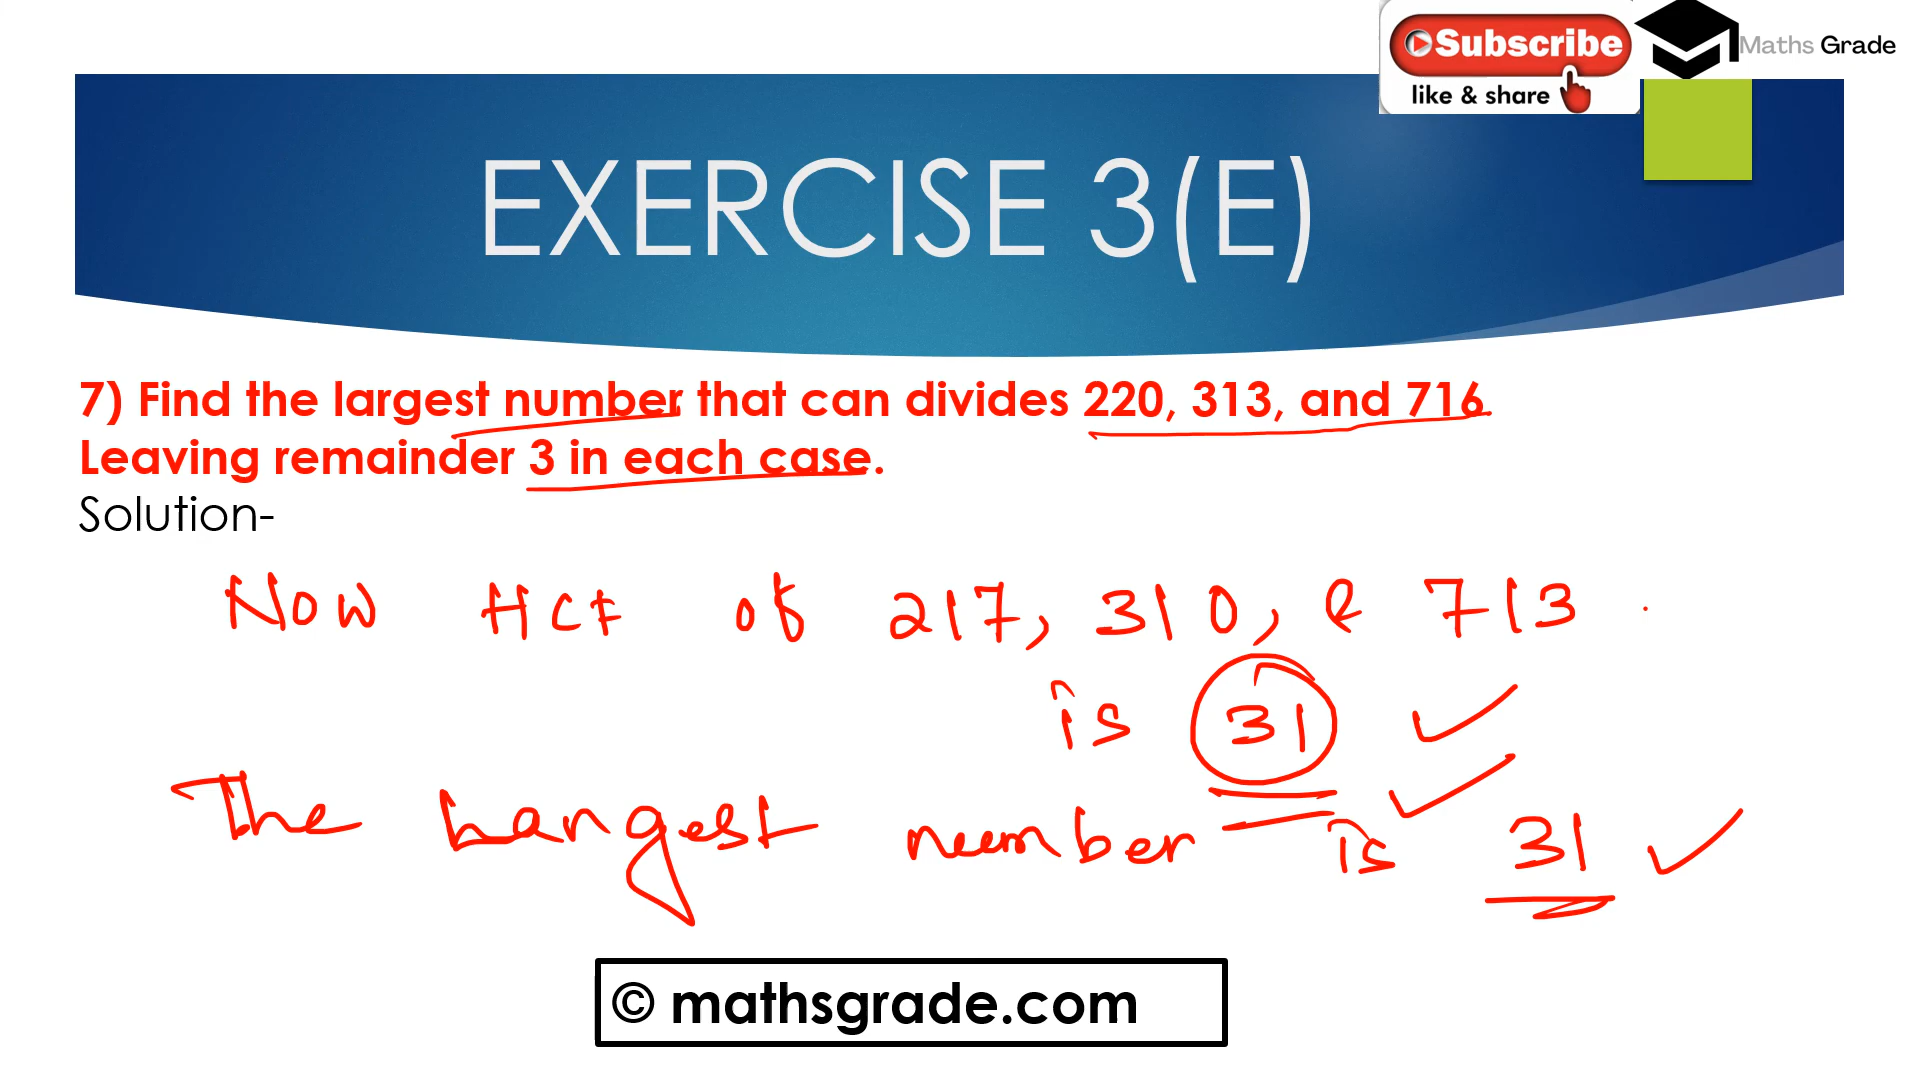 Subscribe
like & share
Maths Grade
EXERCISE 3(E)
7) Find the largest number that can divides 220, 313, and 716
Leaving remainder 3 in each case.
Solution-
Now HCF of 217, 310, & 713
is 31
The largest number is 31
© mathsgrade.com